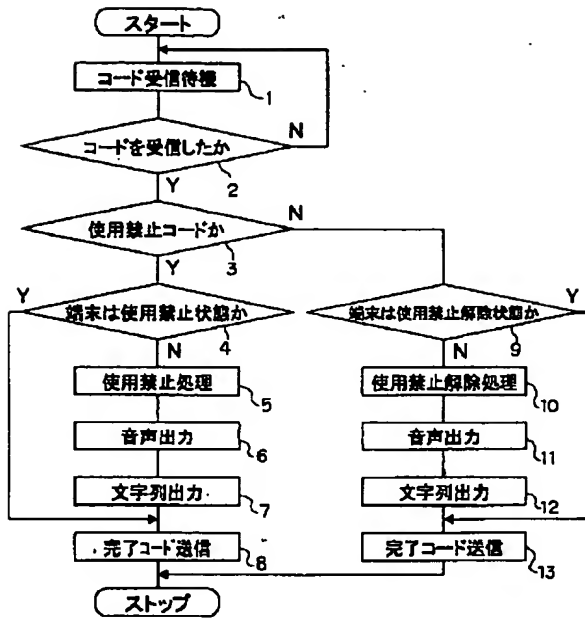 スタート
コード受信待機
1
コードを受信したか
N
2
Y
使用禁止コードか
N
3
Y
Y
端末は使用禁止状態か
4
N
端末は使用禁止解除状態か
Y
9
N
使用禁止処理
5
使用禁止解除処理
10
音声出力
6
音声出力
11
文字列出力
7
文字列出力
12
完了コード送信
8
完了コード送信
13
ストップ